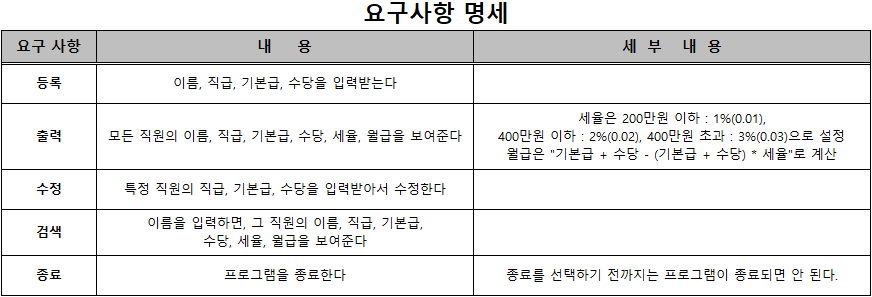 요구사항 명세
요구 사항 내 용 세 부 내 용
등록 이름, 직급, 기본급, 수당을 입력받는다
출력 모든 직원의 이름, 직급, 기본급, 수당, 세율, 월급을 보여준다
세율은 200만원 이하 : 1%(0.01),
400만원 이하 : 2%(0.02), 400만원 초과 : 3%(0.03)으로 설정
월급은 "기본급 + 수당 - (기본급 + 수당) * 세율"로 계산
수정 특정 직원의 직급, 기본급, 수당을 입력받아서 수정한다
검색 이름을 입력하면, 그 직원의 이름, 직급, 기본급,
수당, 세율, 월급을 보여준다
종료 프로그램을 종료한다 종료를 선택하기 전까지는 프로그램이 종료되면 안 된다.